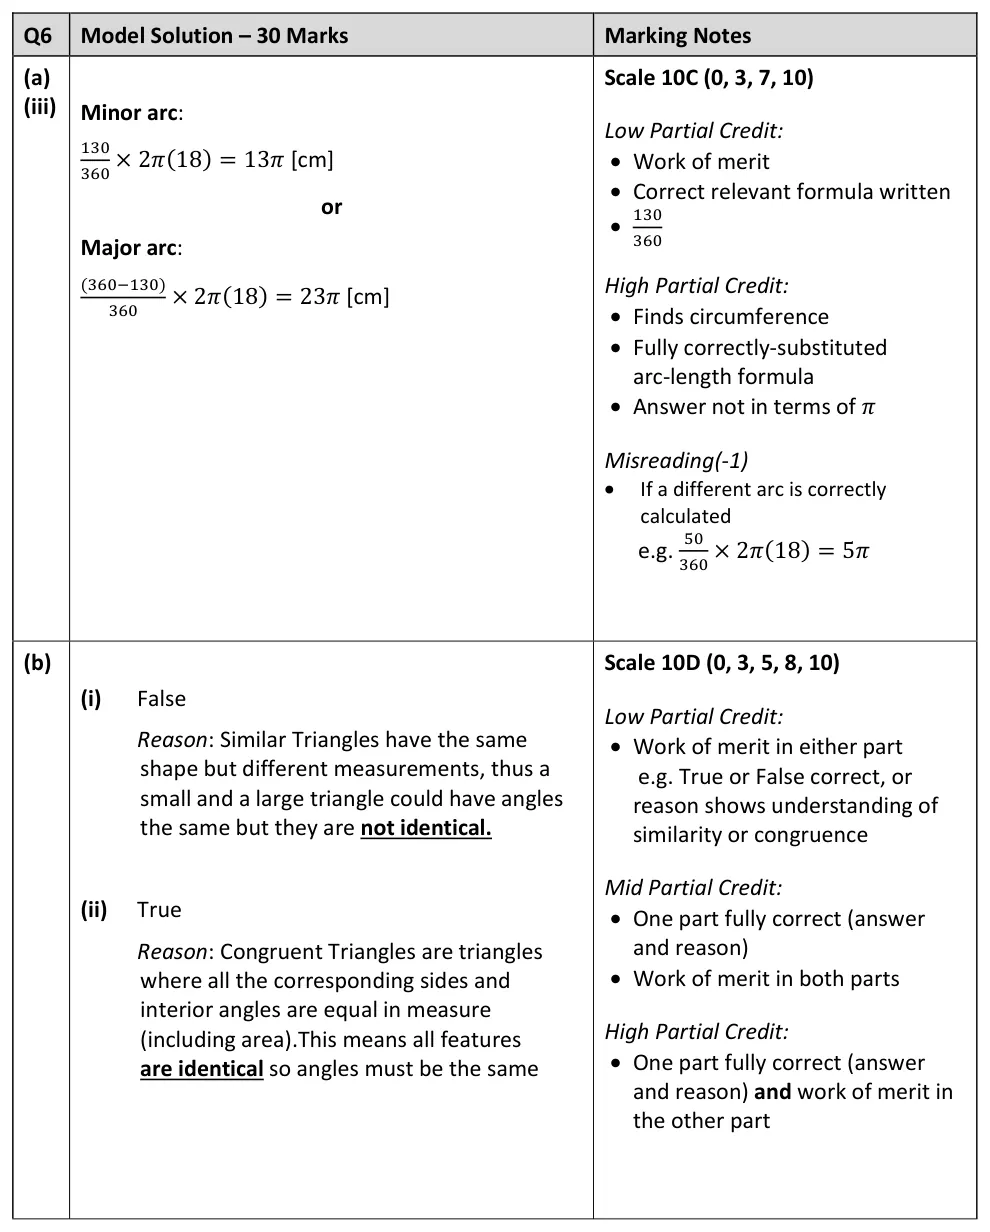 Q6 Model Solution – 30 Marks Marking Notes
(a)
(iii)
Minor arc:
130/360 × 2π(18) = 13π [cm]
or
Major arc:
(360−130)/360 × 2π(18) = 23π [cm]
Scale 10C (0, 3, 7, 10)
Low Partial Credit:
• Work of merit
• Correct relevant formula written
• 130/360
High Partial Credit:
• Finds circumference
• Fully correctly-substituted
arc-length formula
• Answer not in terms of π
Misreading(-1)
• If a different arc is correctly
calculated
e.g. 50/360 × 2π(18) = 5π
(b)
(i) False
Reason: Similar Triangles have the same
shape but different measurements, thus a
small and a large triangle could have angles
the same but they are not identical.
(ii) True
Reason: Congruent Triangles are triangles
where all the corresponding sides and
interior angles are equal in measure
(including area).This means all features
are identical so angles must be the same
Scale 10D (0, 3, 5, 8, 10)
Low Partial Credit:
• Work of merit in either part
e.g. True or False correct, or
reason shows understanding of
similarity or congruence
Mid Partial Credit:
• One part fully correct (answer
and reason)
• Work of merit in both parts
High Partial Credit:
• One part fully correct (answer
and reason) and work of merit in
the other part